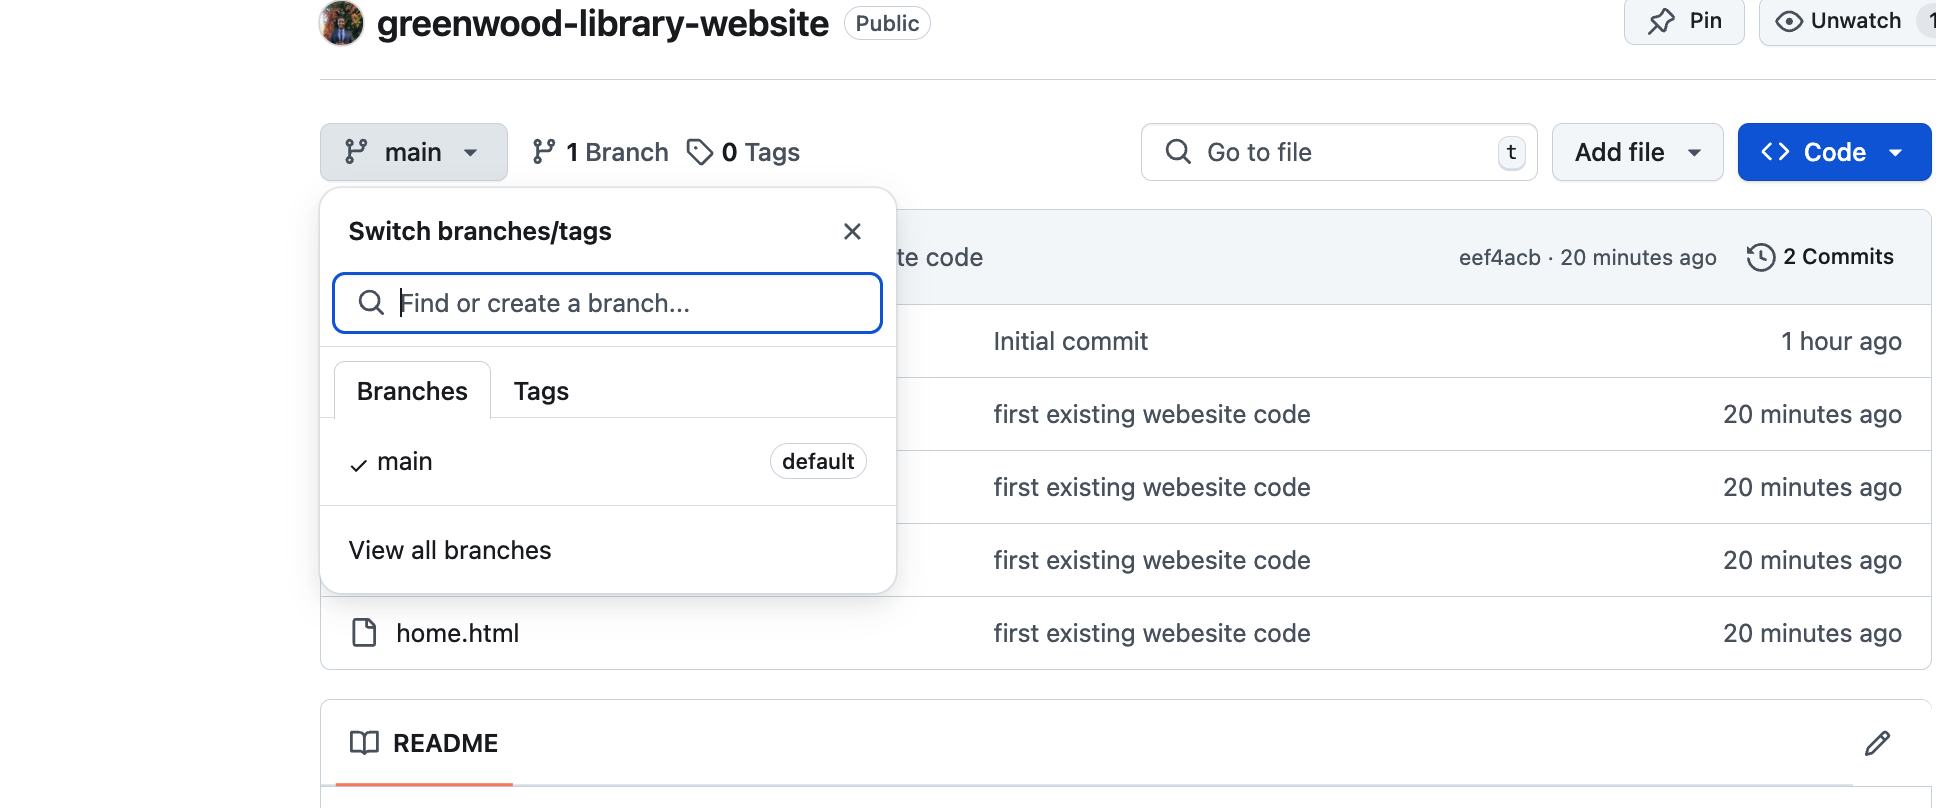 greenwood-library-website Public Pin Unwatch 1
main 1 Branch 0 Tags Go to file t Add file Code
Switch branches/tags
te code eef4acb · 20 minutes ago 2 Commits
Find or create a branch...
Initial commit 1 hour ago
Branches Tags
first existing webesite code 20 minutes ago
main default
first existing webesite code 20 minutes ago
View all branches
first existing webesite code 20 minutes ago
home.html first existing webesite code 20 minutes ago
README